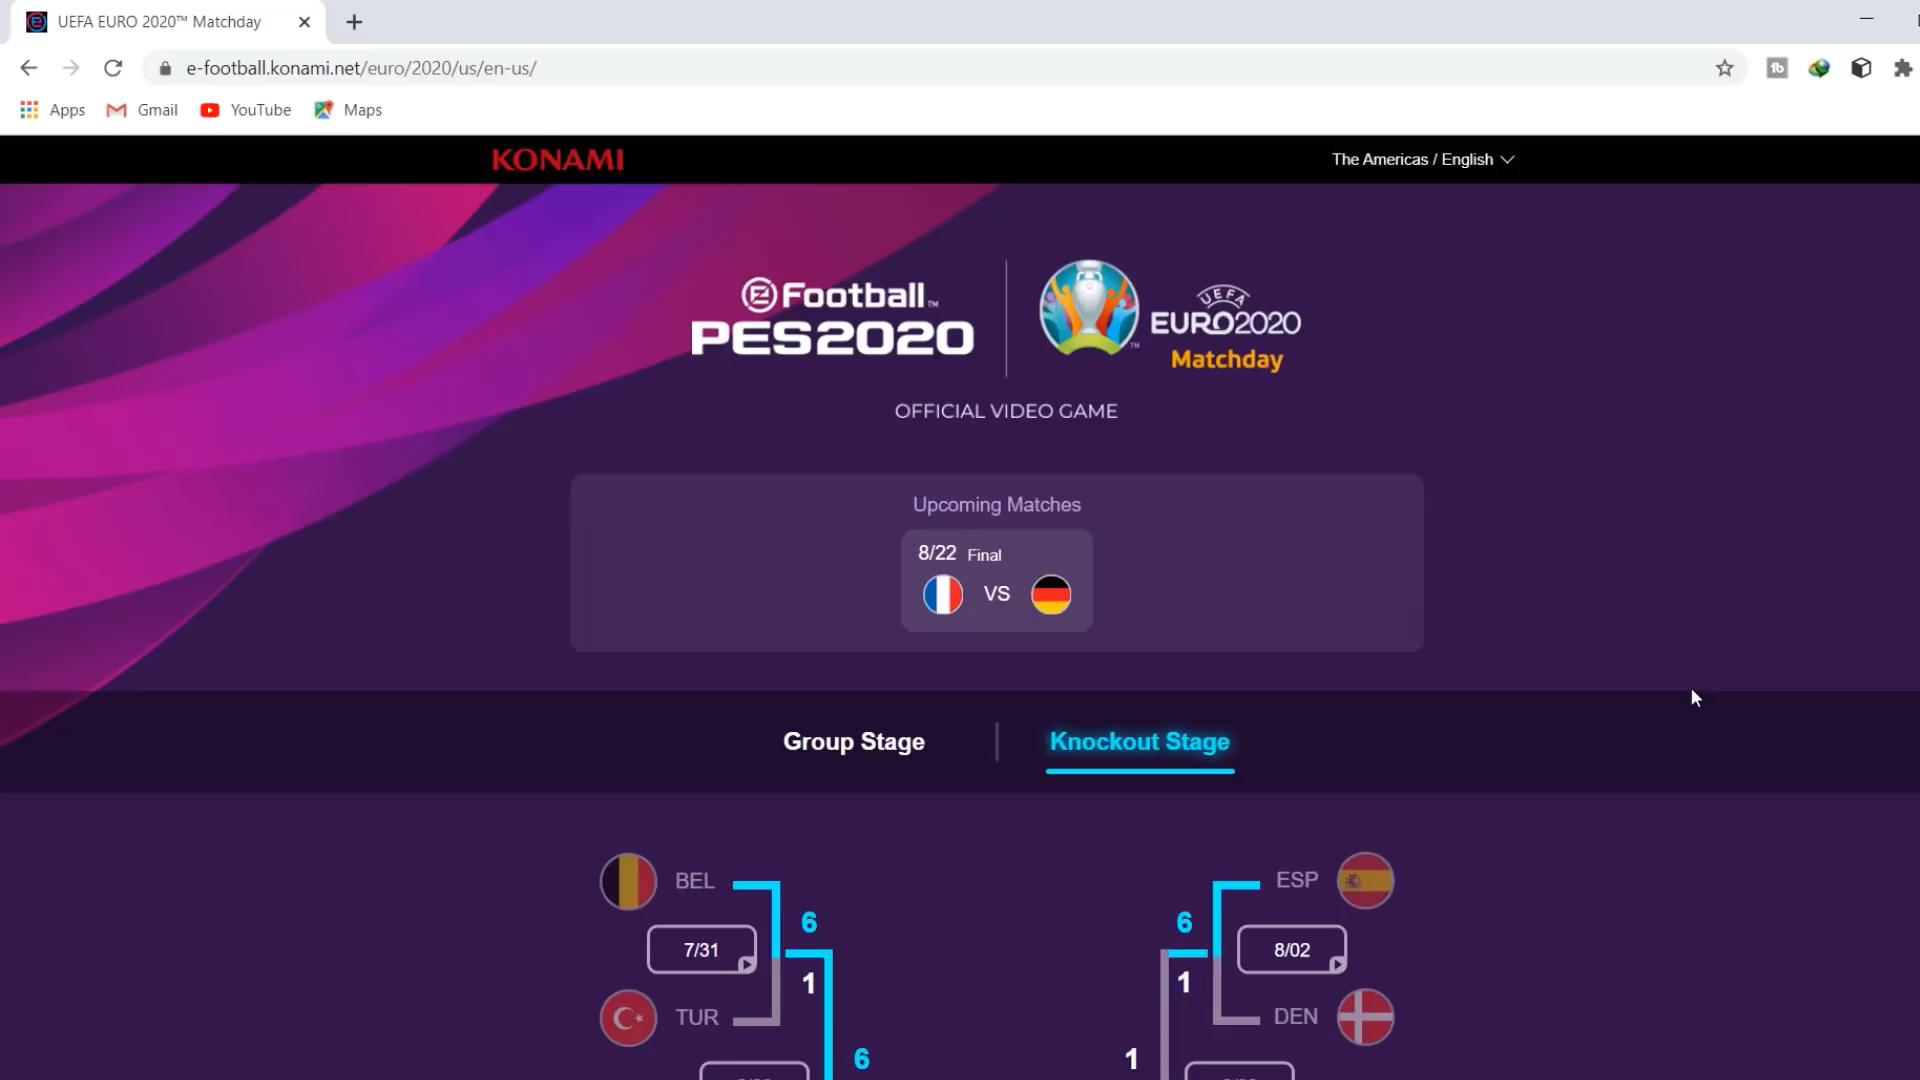 UEFA EURO 2020™ Matchday
e-football.konami.net/euro/2020/us/en-us/
Apps
Gmail
YouTube
Maps
KONAMI
The Americas / English
eFootball™
PES2020
UEFA
EURO2020
Matchday
OFFICIAL VIDEO GAME
Upcoming Matches
8/22 Final
VS
Group Stage
Knockout Stage
BEL
6
6
ESP
7/31
8/02
1
1
TUR
DEN
6
1